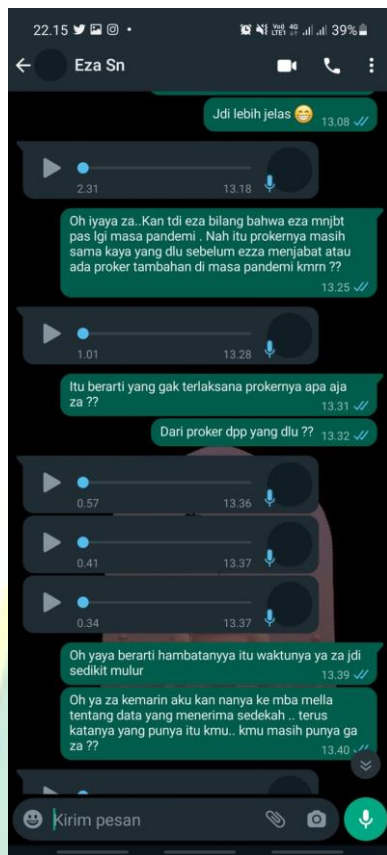 22.15
39%
Eza Sn
Jdi lebih jelas 😁 13.08
2.31 13.18
Oh iyaya za..Kan tdi eza bilang bahwa eza mnjbt
pas lgi masa pandemi . Nah itu prokernya masih
sama kaya yang dlu sebelum ezza menjabat atau
ada proker tambahan di masa pandemi kmrn ??
13.25
1.01 13.28
Itu berarti yang gak terlaksana prokernya apa aja
za ??
13.31
Dari proker dpp yang dlu ?? 13.32
0.57 13.36
0.41 13.37
0.34 13.37
Oh yaya berarti hambatanyya itu waktunya ya za jdi
sedikit mulur
13.39
Oh ya za kemarin aku kan nanya ke mba mella
tentang data yang menerima sedekah .. terus
katanya yang punya itu kmu.. kmu masih punya ga
za ??
13.40
Kirim pesan